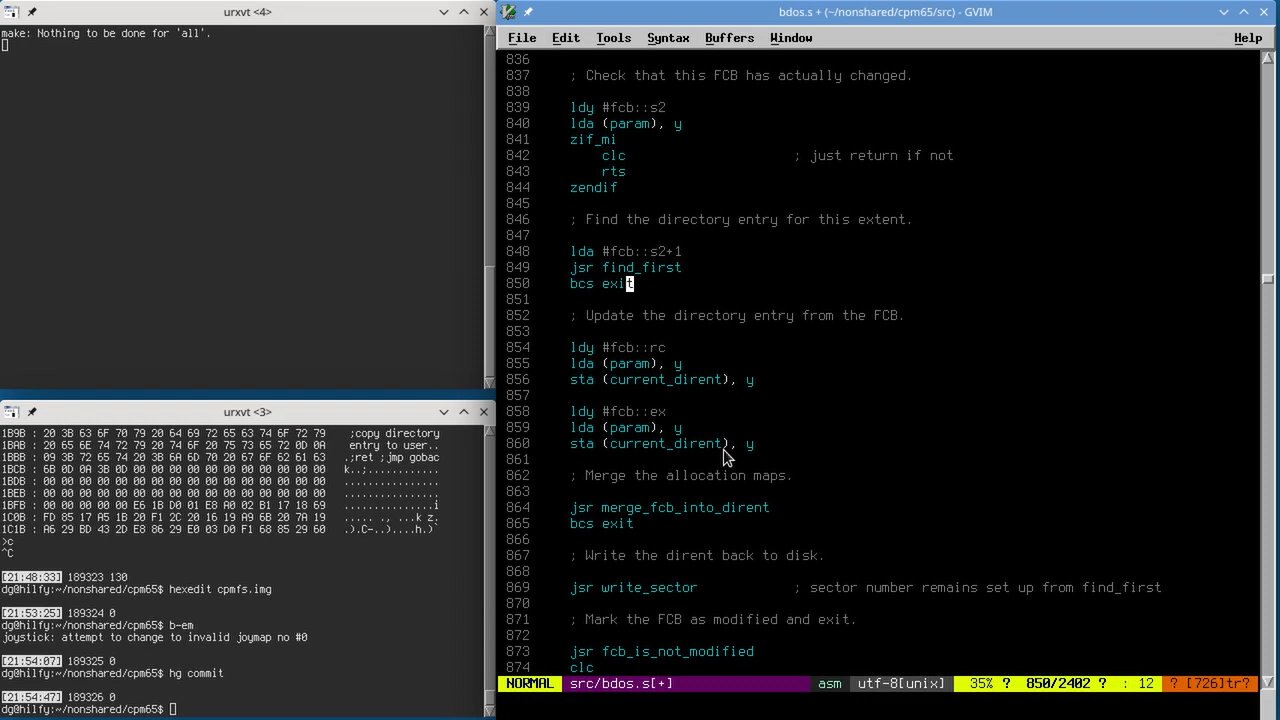 urxvt <4>
make: Nothing to be done for 'all'.
urxvt <3>
1B9B : 20 3B 63 6F 70 79 20 64 69 72 65 63 74 6F 72 79   ;copy directory
1BAB : 20 65 6E 74 72 79 20 74 6F 20 75 73 65 72 0D 0A   entry to user..
1BBB : 09 3B 72 65 74 20 3B 6A 6D 70 20 67 6F 62 61 63   .;ret ;jmp gobac
1BCB : 6B 0D 0A 3B 0D 00 00 00 00 00 00 00 00 00 00 00   k..;............
1BDB : 00 00 00 00 00 00 00 00 00 00 00 00 00 00 00 00   ................
1BEB : 00 00 00 00 00 E6 1B D0 01 E8 A0 02 B1 17 18 69   ...............i
1C0B : FD 85 17 A5 1B 20 F1 2C 20 16 19 A9 6B 20 7A 19
1C1B : A6 29 BD 43 2D E8 86 29 E0 03 D0 F1 68 85 29 60
>c
^C
[21:48:33] 189323 130
dg@hilfy:~/nonshared/cpm65$ hexedit cpmfs.img
[21:53:25] 189324 0
dg@hilfy:~/nonshared/cpm65$ b-em
joystick: attempt to change to invalid joymap no #0
[21:54:07] 189325 0
dg@hilfy:~/nonshared/cpm65$ hg commit
[21:54:47] 189326 0
dg@hilfy:~/nonshared/cpm65$
bdos.s + (~/nonshared/cpm65/src) - GVIM
File Edit Tools Syntax Buffers Window Help
836
837     ; Check that this FCB has actually changed.
838
839     ldy #fcb::s2
840     lda (param), y
841     zif_mi
842         clc                     ; just return if not
843         rts
844     zendif
845
846     ; Find the directory entry for this extent.
847
848     lda #fcb::s2+1
849     jsr find_first
850     bcs exit
851
852     ; Update the directory entry from the FCB.
853
854     ldy #fcb::rc
855     lda (param), y
856     sta (current_dirent), y
857
858     ldy #fcb::ex
859     lda (param), y
860     sta (current_dirent), y
861
862     ; Merge the allocation maps.
863
864     jsr merge_fcb_into_dirent
865     bcs exit
866
867     ; Write the dirent back to disk.
868
869     jsr write_sector            ; sector number remains set up from find_first
870
871     ; Mark the FCB as modified and exit.
872
873     jsr fcb_is_not_modified
874     clc
NORMAL src/bdos.s[+] asm utf-8[unix] 35% ? 850/2402 ? : 12 ? [726]tr?